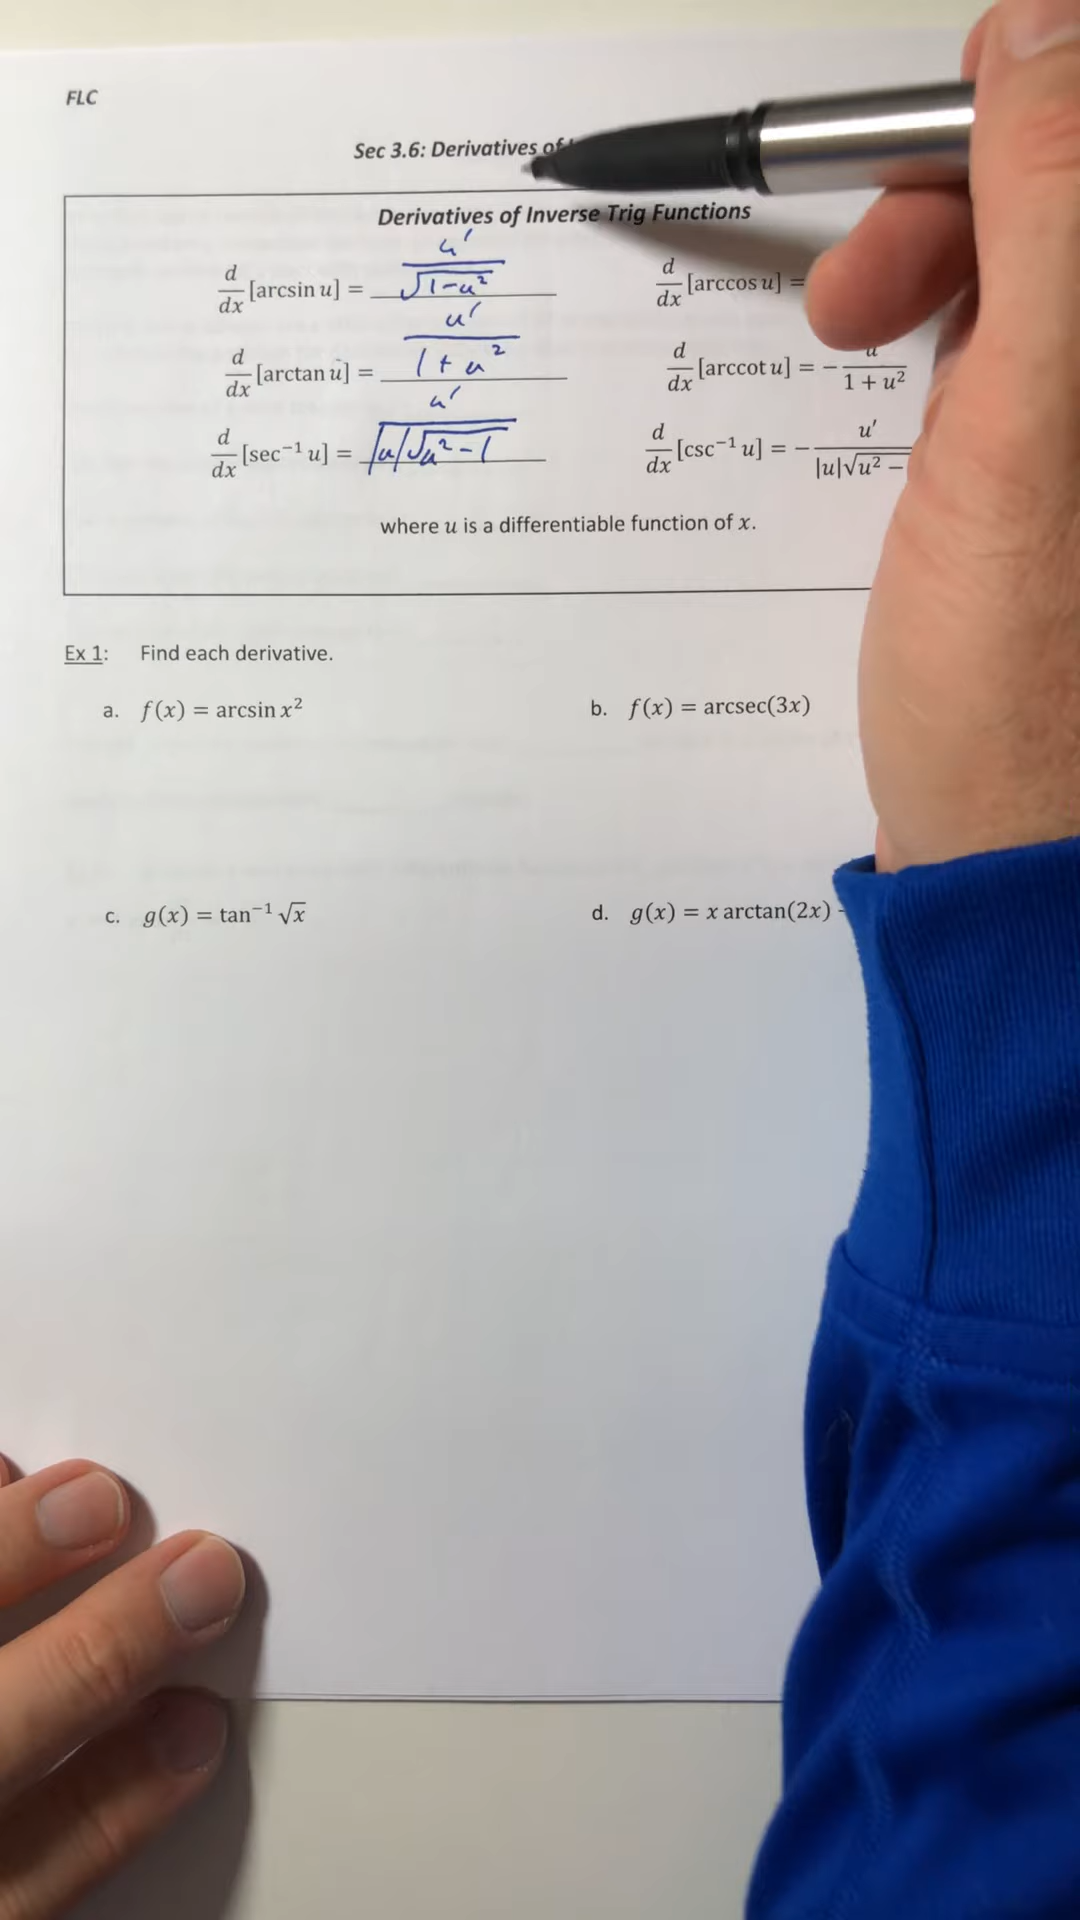 FLC
Sec 3.6: Derivatives of
Derivatives of Inverse Trig Functions
d/dx [arcsin u] = u'/√(1-u²)
d/dx [arccos u] =
d/dx [arctan u] = u'/(1+u²)
d/dx [arccot u] = - u'/(1 + u²)
d/dx [sec⁻¹ u] = u'/(|u|√(u²-1))
d/dx [csc⁻¹ u] = - u'/(|u|√(u² −
where u is a differentiable function of x.
Ex 1: Find each derivative.
a. f(x) = arcsin x²
b. f(x) = arcsec(3x)
c. g(x) = tan⁻¹ √x
d. g(x) = x arctan(2x)